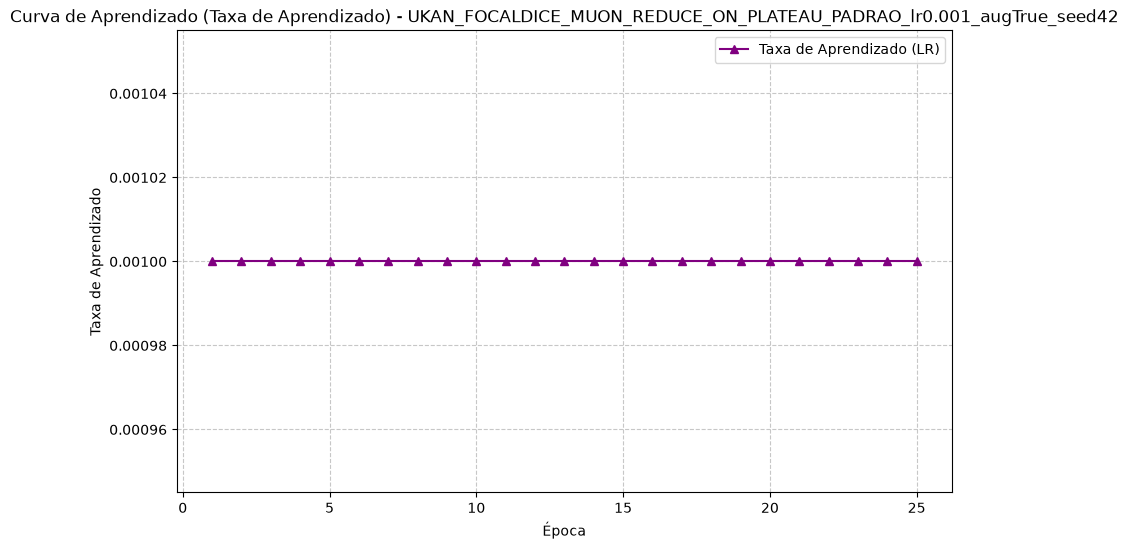 Curva de Aprendizado (Taxa de Aprendizado) - UKAN_FOCALDICE_MUON_REDUCE_ON_PLATEAU_PADRAO_lr0.001_augTrue_seed42
Taxa de Aprendizado (LR)
0.00104
0.00102
0.00100
0.00098
0.00096
Taxa de Aprendizado
0
5
10
15
20
25
Época